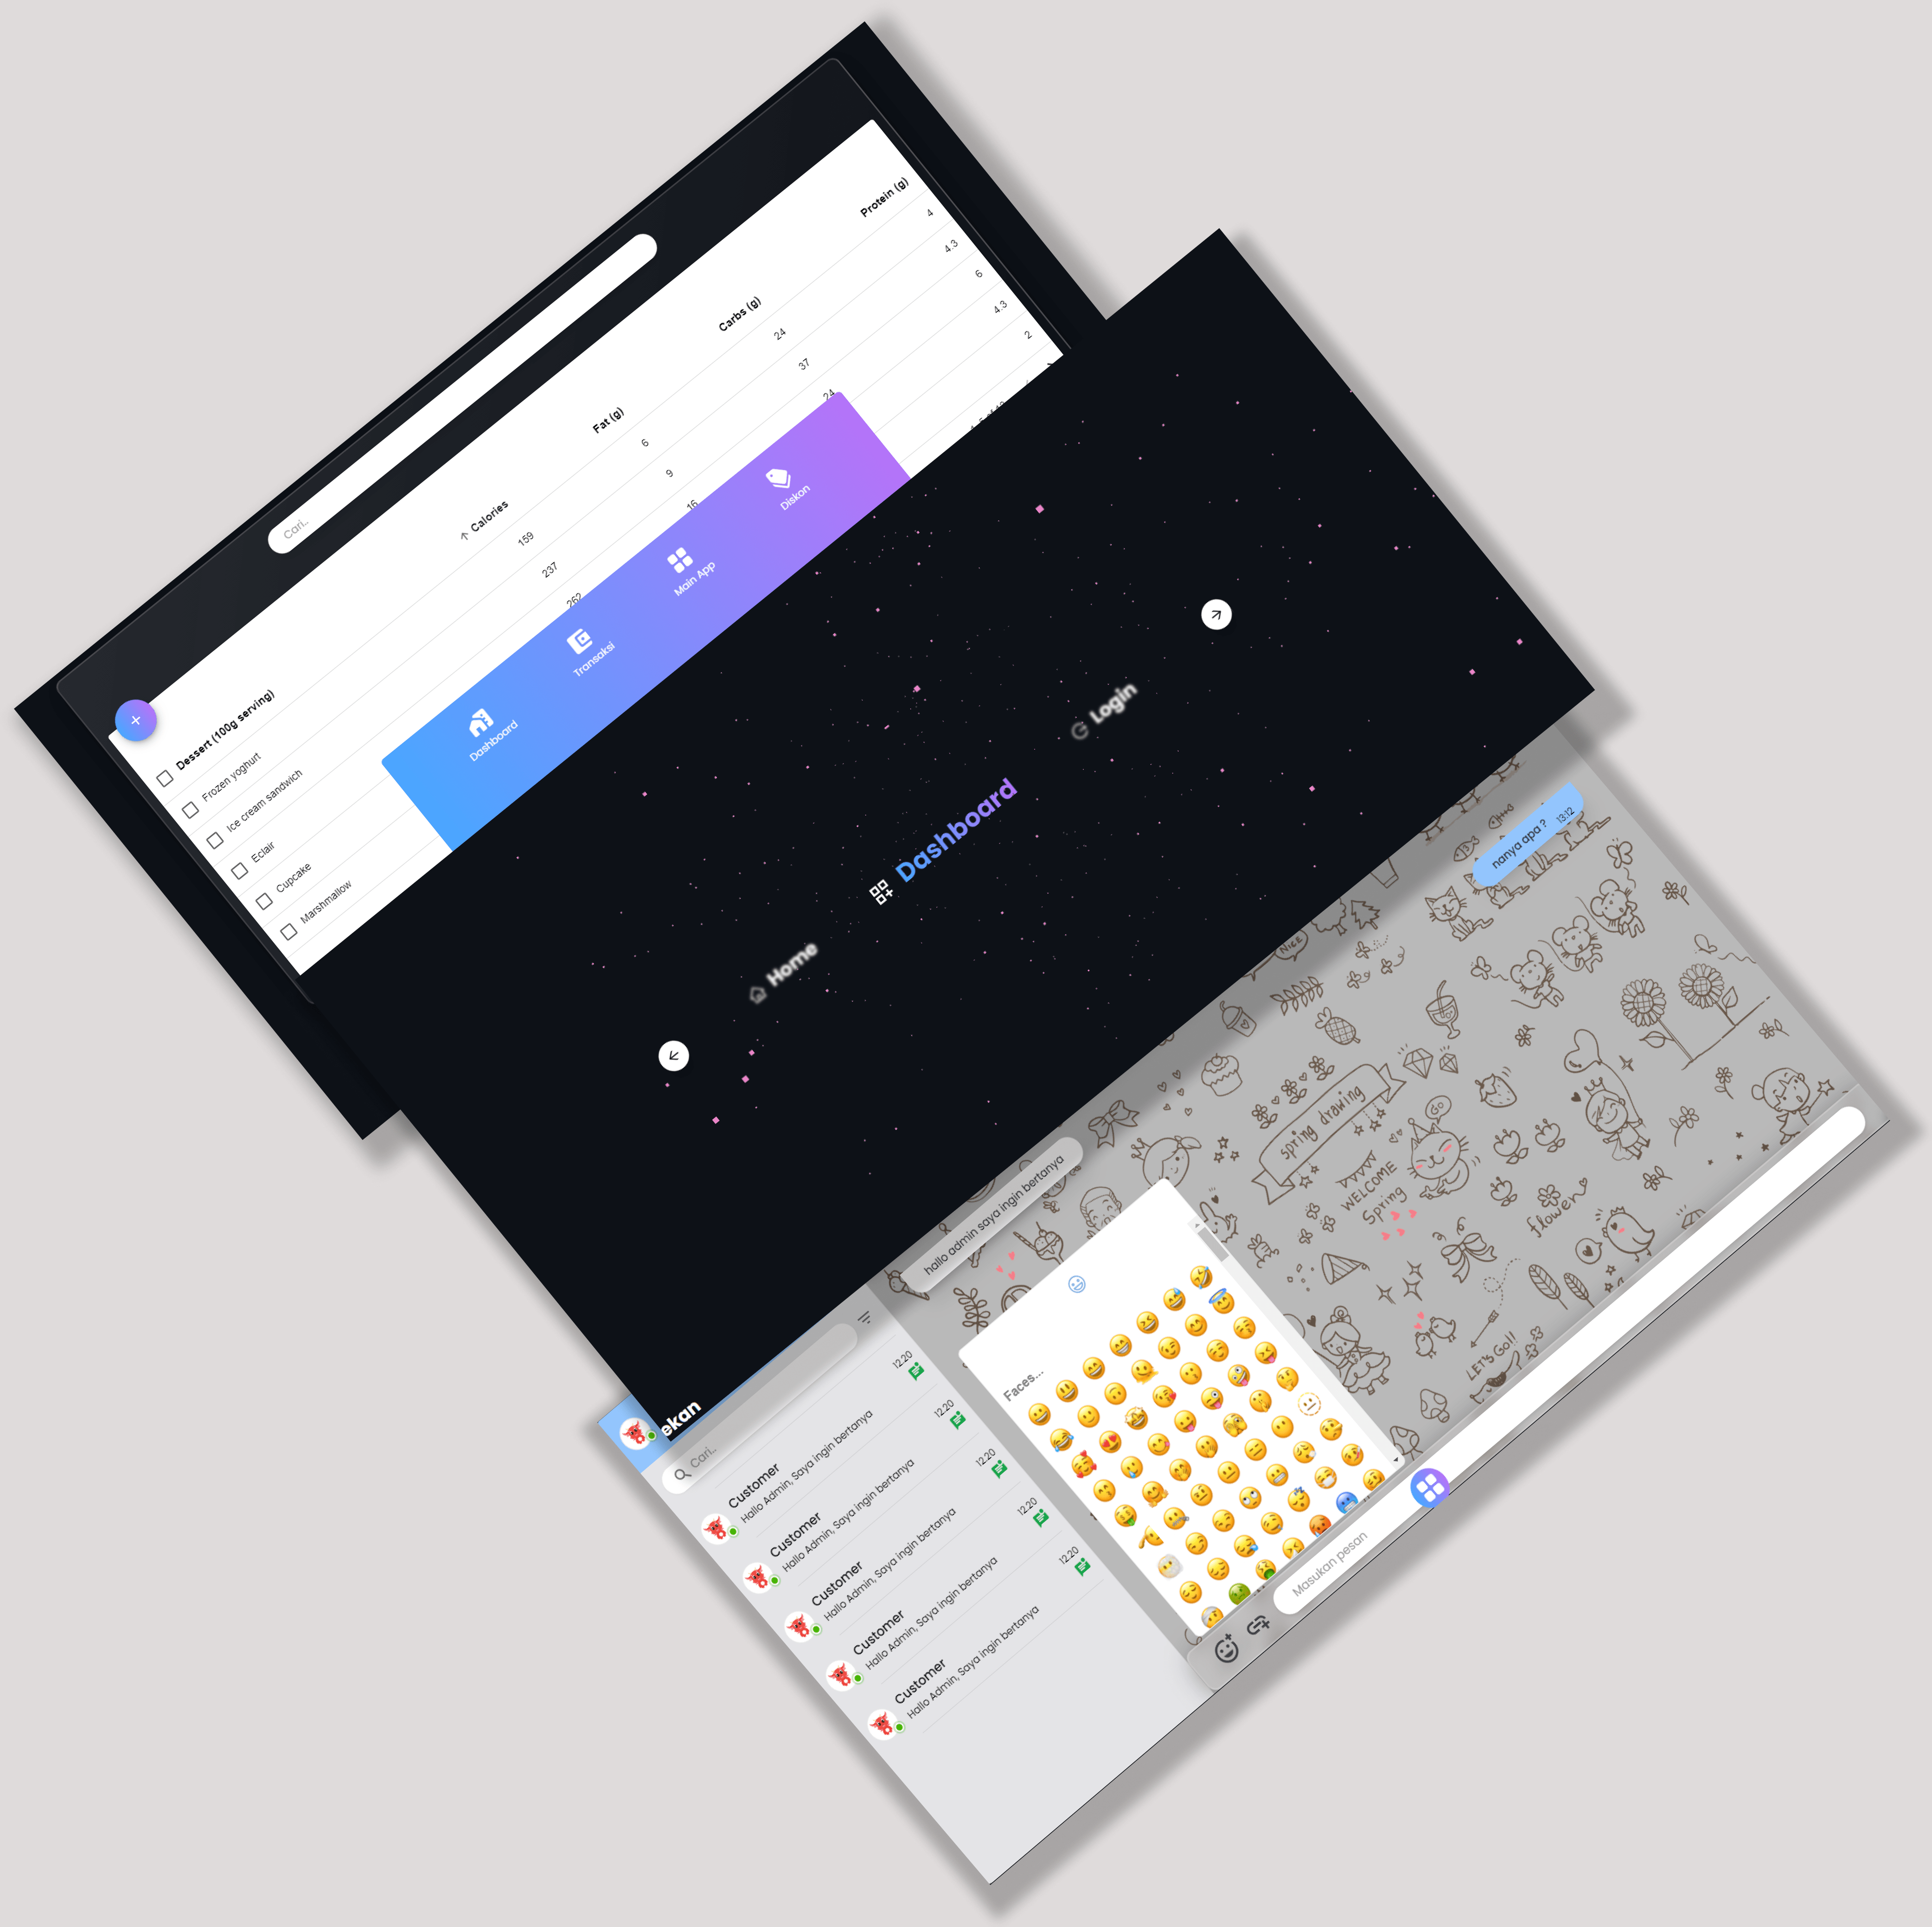 Cari..
Dessert (100g serving)
↑ Calories
Fat (g)
Carbs (g)
Protein (g)
Frozen yoghurt
159
6
24
4
Ice cream sandwich
237
9
37
4.3
Eclair
262
16
24
6
Cupcake
4.3
Marshmallow
2
Dashboard
Transaksi
Main App
Diskon
Home
Dashboard
Login
ekan
Cari..
Customer
Hallo Admin, Saya ingin bertanya
12.20
Customer
Hallo Admin, Saya ingin bertanya
12.20
Customer
Hallo Admin, Saya ingin bertanya
12.20
Customer
Hallo Admin, Saya ingin bertanya
12.20
Customer
Hallo Admin, Saya ingin bertanya
12.20
nanya apa ?
13:12
hallo admin saya ingin bertanya
NICE
spring drawing
GO
WELCOME
Spring
flower
LET'S GO!!
Faces...
Masukan pesan